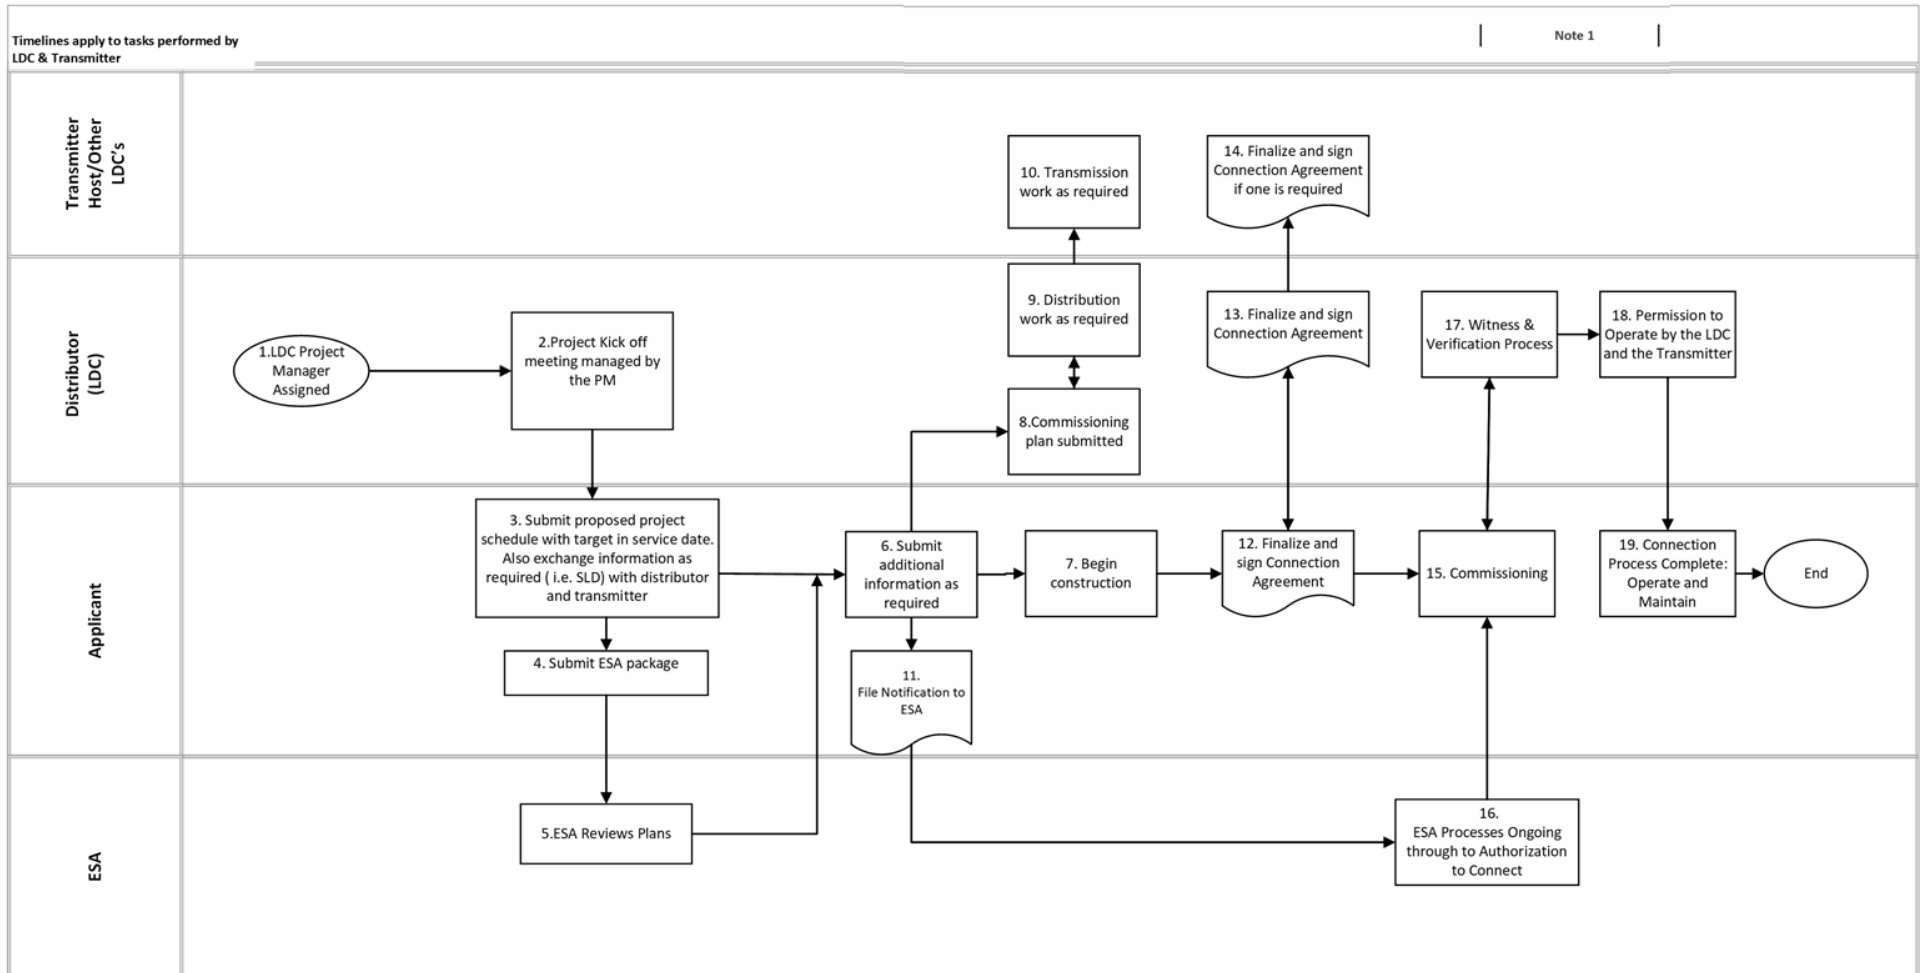 Timelines apply to tasks performed by
LDC & Transmitter
Note 1
Transmitter
Host/Other
LDC's
10. Transmission
work as required
14. Finalize and sign
Connection Agreement
if one is required
Distributor
(LDC)
1.LDC Project
Manager
Assigned
2.Project Kick off
meeting managed by
the PM
9. Distribution
work as required
8.Commissioning
plan submitted
13. Finalize and sign
Connection Agreement
17. Witness &
Verification Process
18. Permission to
Operate by the LDC
and the Transmitter
Applicant
3. Submit proposed project
schedule with target in service date.
Also exchange information as
required ( i.e. SLD) with distributor
and transmitter
4. Submit ESA package
6. Submit
additional
information as
required
7. Begin
construction
11.
File Notification to
ESA
12. Finalize and
sign Connection
Agreement
15. Commissioning
19. Connection
Process Complete:
Operate and
Maintain
End
ESA
5.ESA Reviews Plans
16.
ESA Processes Ongoing
through to Authorization
to Connect